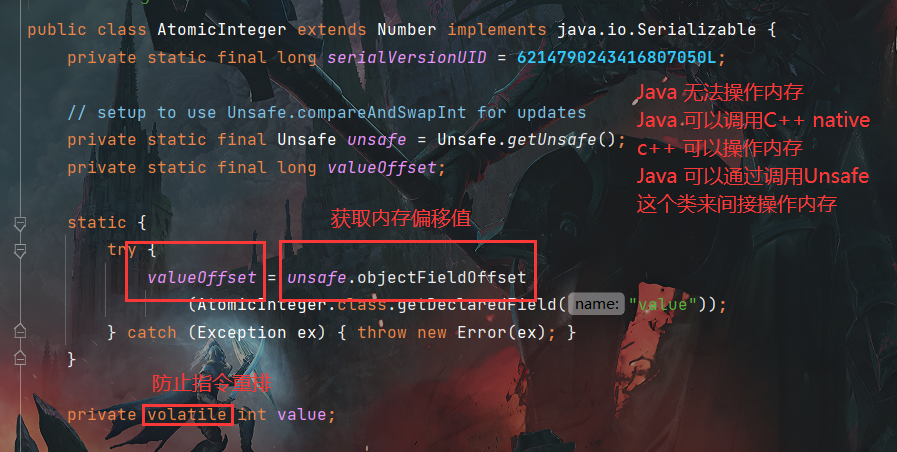 public class AtomicInteger extends Number implements java.io.Serializable {
private static final long serialVersionUID = 6214790243416807050L;
// setup to use Unsafe.compareAndSwapInt for updates
private static final Unsafe unsafe = Unsafe.getUnsafe();
private static final long valueOffset;
Java 无法操作内存
Java 可以调用C++ native
c++ 可以操作内存
Java 可以通过调用Unsafe
这个类来间接操作内存
static {
获取内存偏移值
try {
valueOffset = unsafe.objectFieldOffset
(AtomicInteger.class.getDeclaredField( name: "value"));
} catch (Exception ex) { throw new Error(ex); }
}
防止指令重排
private volatile int value;